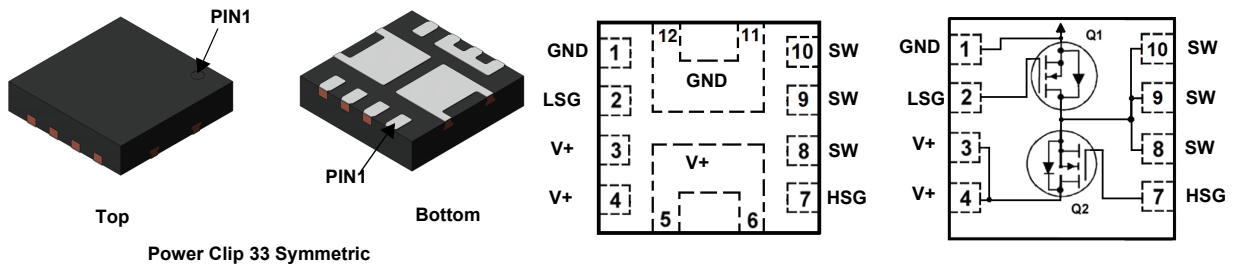 PIN1
PIN1
Top
Bottom
Power Clip 33 Symmetric
12 11
GND 1 10 SW
GND
LSG 2 9 SW
V+ 3 8 SW
V+
V+ 4 7 HSG
5 6
Q1
GND 1 10 SW
LSG 2 9 SW
V+ 3 8 SW
V+ 4 7 HSG
Q2